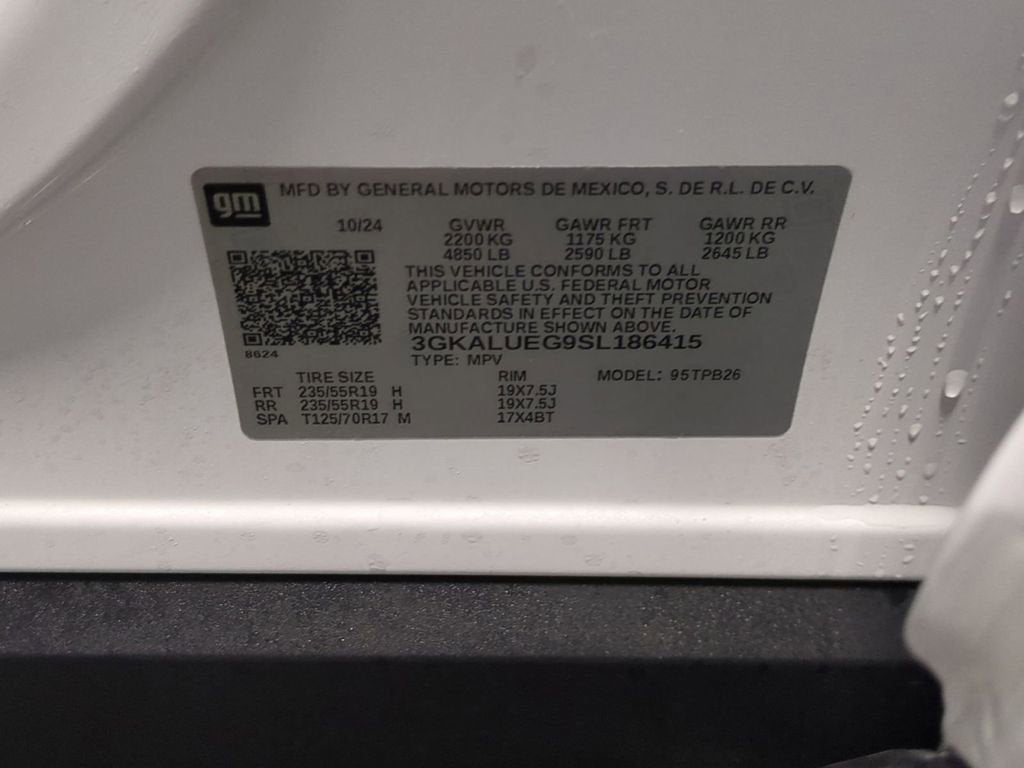 gm MFD BY GENERAL MOTORS DE MEXICO, S. DE R.L. DE C.V.
10/24 GVWR GAWR FRT GAWR RR
2200 KG 1175 KG 1200 KG
4850 LB 2590 LB 2645 LB
THIS VEHICLE CONFORMS TO ALL
APPLICABLE U.S. FEDERAL MOTOR
VEHICLE SAFETY AND THEFT PREVENTION
STANDARDS IN EFFECT ON THE DATE OF
MANUFACTURE SHOWN ABOVE.
8624
3GKALUEG9SL186415
TYPE: MPV
TIRE SIZE RIM MODEL: 95TPB26
FRT 235/55R19 H 19X7.5J
RR 235/55R19 H 19X7.5J
SPA T125/70R17 M 17X4BT